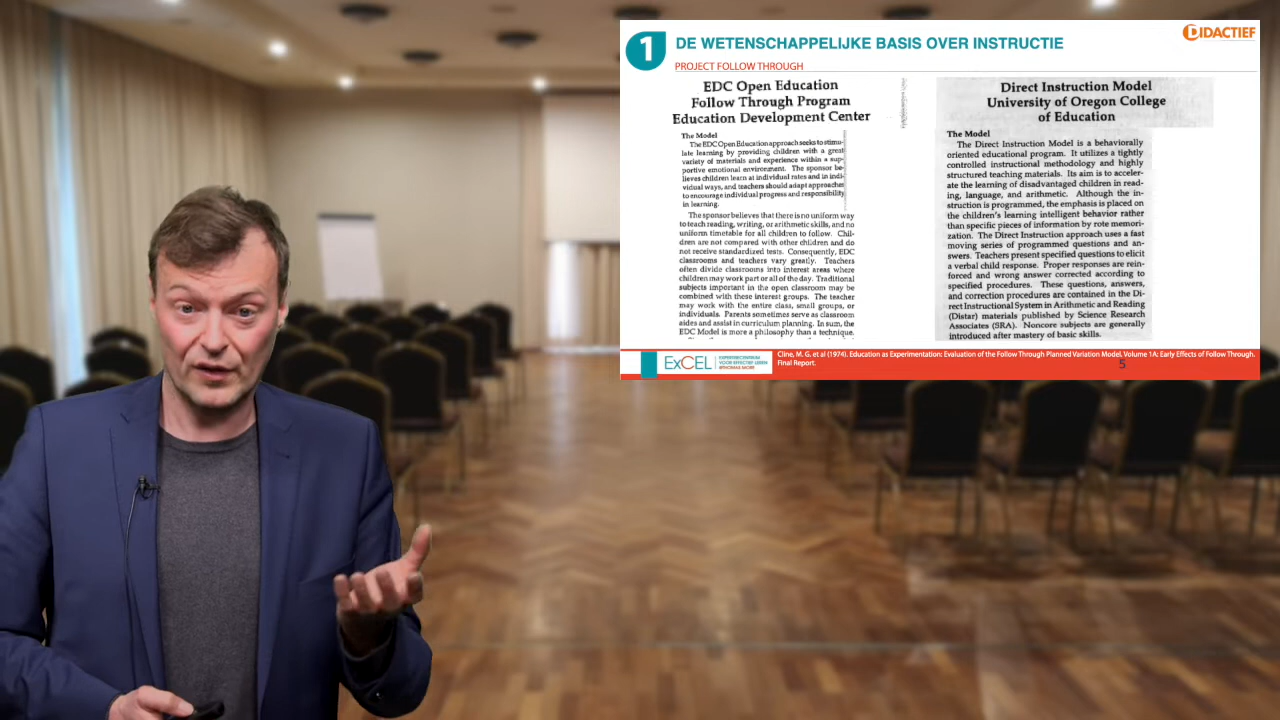 1
DE WETENSCHAPPELIJKE BASIS OVER INSTRUCTIE
DIDACTIEF
PROJECT FOLLOW THROUGH
EDC Open Education
Follow Through Program
Education Development Center
The Model
The EDC Open Education approach seeks to stimu-
late learning by providing children with a great
variety of materials and experience within a sup-
portive emotional environment. The sponsor be-
lieves children learn at individual rates and in indi-
vidual ways, and teachers should adapt approaches
to encourage individual progress and responsibility
in learning.
The sponsor believes that there is no uniform way
to teach reading, writing, or arithmetic skills, and no
uniform timetable for all children to follow. Chil-
dren are not compared with other children and do
not receive standardized tests. Consequently, EDC
classrooms and teachers vary greatly. Teachers
often divide classrooms into interest areas where
children may work part or all of the day. Traditional
subjects important in the open classroom may be
combined with these interest groups. The teacher
may work with the entire class, small groups, or
individuals. Parents sometimes serve as classroom
aides and assist in curriculum planning. In sum, the
EDC Model is more a philosophy than a technique.
Direct Instruction Model
University of Oregon College
of Education
The Model
The Direct Instruction Model is a behaviorally
oriented educational program. It utilizes a tightly
controlled instructional methodology and highly
structured teaching materials. Its aim is to acceler-
ate the learning of disadvantaged children in read-
ing, language, and arithmetic. Although the in-
struction is programmed, the emphasis is placed on
the children's learning intelligent behavior rather
than specific pieces of information by rote memori-
zation. The Direct Instruction approach uses a fast
moving series of programmed questions and an-
swers. Teachers present specified questions to elicit
a verbal child response. Proper responses are rein-
forced and wrong answer corrected according to
specified procedures. These questions, answers,
and correction procedures are contained in the Di-
rect Instructional System in Arithmetic and Reading
(Distar) materials published by Science Research
Associates (SRA). Noncore subjects are generally
introduced after mastery of basic skills.
ExCEL
EXPERTISECENTRUM
VOOR EFFECTIEF LEREN
Cline, M. G. et al (1974). Education as Experimentation: Evaluation of the Follow Through Planned Variation Model, Volume 1A: Early Effects of Follow Through.
Final Report.
5